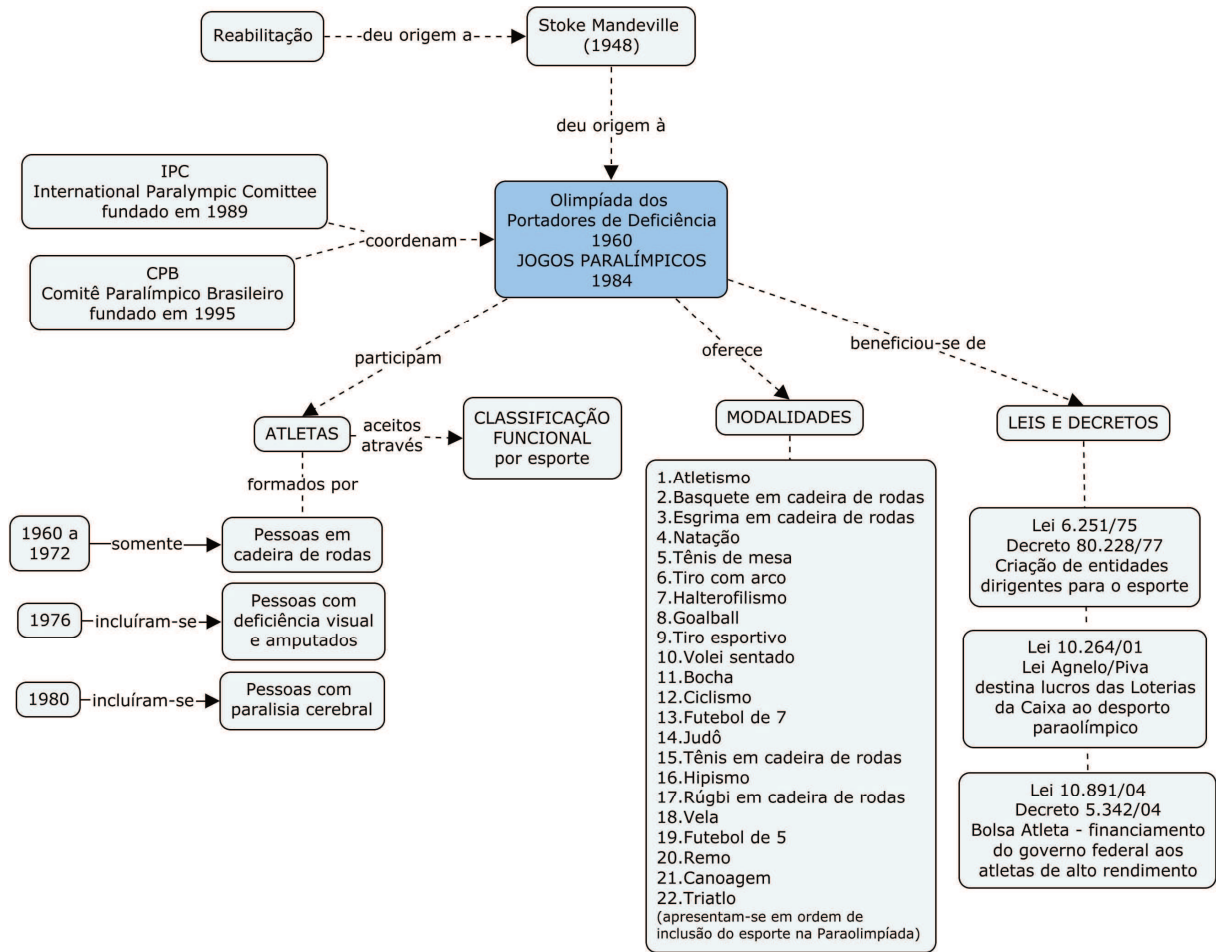 Reabilitação
deu origem a
Stoke Mandeville
(1948)
deu origem à
IPC
International Paralympic Comittee
fundado em 1989
CPB
Comitê Paralímpico Brasileiro
fundado em 1995
coordenam
Olimpíada dos
Portadores de Deficiência
1960
JOGOS PARALÍMPICOS
1984
participam
oferece
beneficiou-se de
ATLETAS
aceitos
através
CLASSIFICAÇÃO
FUNCIONAL
por esporte
formados por
1960 a
1972
somente
Pessoas em
cadeira de rodas
1976
incluíram-se
Pessoas com
deficiência visual
e amputados
1980
incluíram-se
Pessoas com
paralisia cerebral
MODALIDADES
1.Atletismo
2.Basquete em cadeira de rodas
3.Esgrima em cadeira de rodas
4.Natação
5.Tênis de mesa
6.Tiro com arco
7.Halterofilismo
8.Goalball
9.Tiro esportivo
10.Volei sentado
11.Bocha
12.Ciclismo
13.Futebol de 7
14.Judô
15.Tênis em cadeira de rodas
16.Hipismo
17.Rúgbi em cadeira de rodas
18.Vela
19.Futebol de 5
20.Remo
21.Canoagem
22.Triatlo
(apresentam-se em ordem de
inclusão do esporte na Paraolimpíada)
LEIS E DECRETOS
Lei 6.251/75
Decreto 80.228/77
Criação de entidades
dirigentes para o esporte
Lei 10.264/01
Lei Agnelo/Piva
destina lucros das Loterias
da Caixa ao desporto
paraolímpico
Lei 10.891/04
Decreto 5.342/04
Bolsa Atleta - financiamento
do governo federal aos
atletas de alto rendimento